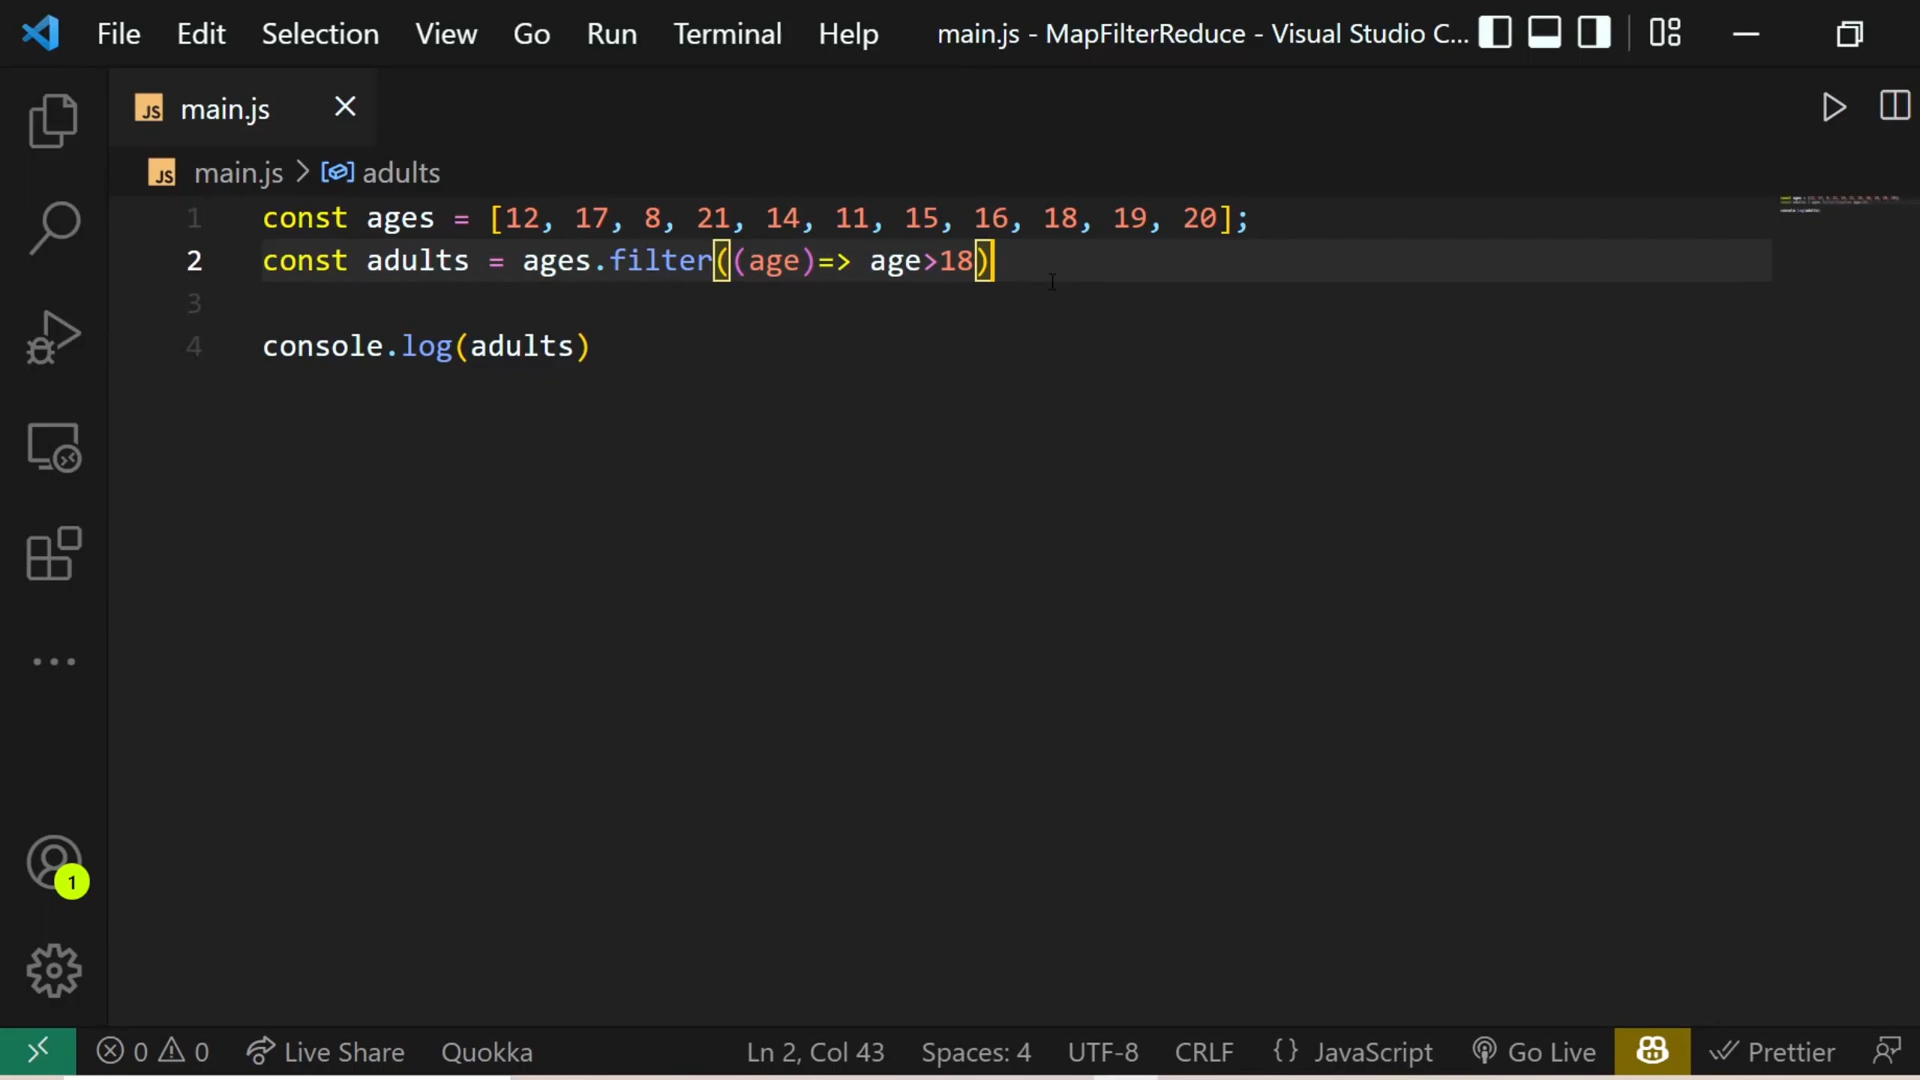 File Edit Selection View Go Run Terminal Help main.js - MapFilterReduce - Visual Studio C...
JS main.js
JS main.js > adults
1 const ages = [12, 17, 8, 21, 14, 11, 15, 16, 18, 19, 20];
2 const adults = ages.filter((age)=> age>18)
3
4 console.log(adults)
1
0 0 Live Share Quokka Ln 2, Col 43 Spaces: 4 UTF-8 CRLF {} JavaScript Go Live Prettier